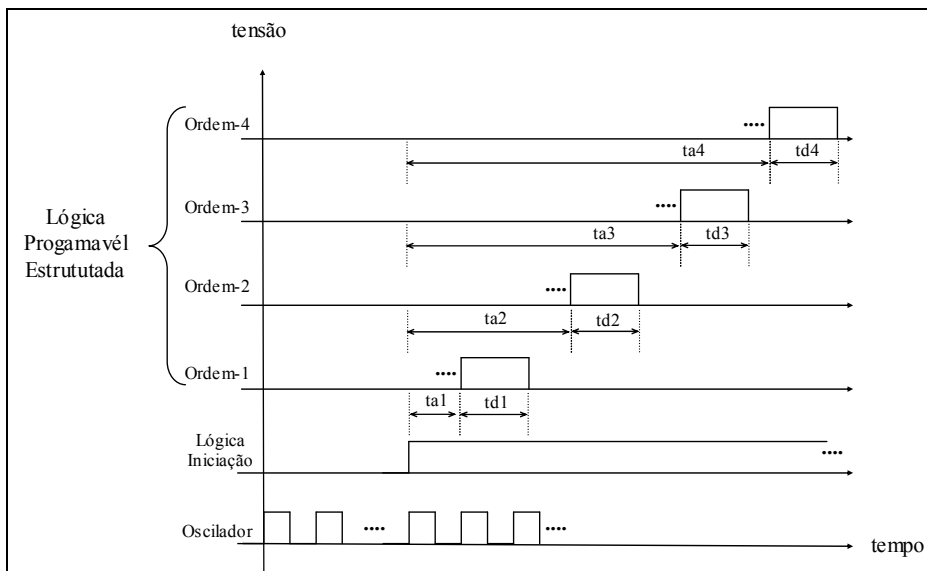 tensão
Ordem-4
....
ta4
td4
Ordem-3
....
ta3
td3
Lógica
Progamavél
Estrututada
Ordem-2
....
ta2
td2
Ordem-1
....
ta1
td1
Lógica
Iniciação
....
Oscilador
....
....
tempo